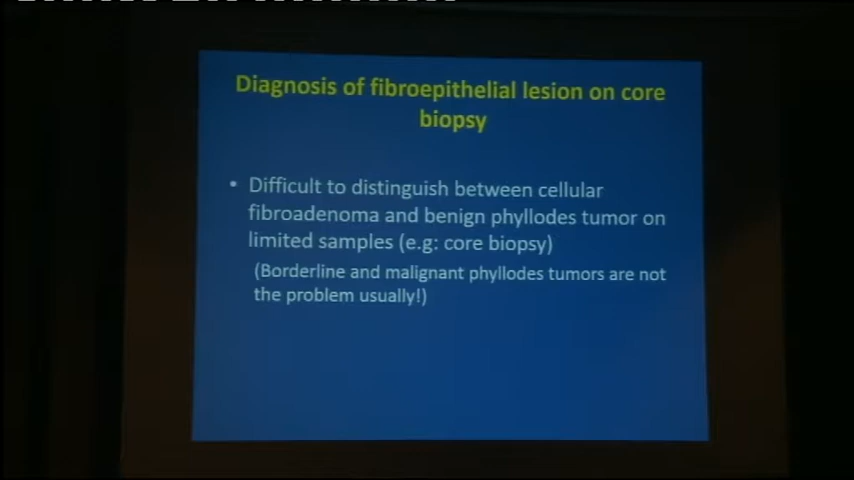 Diagnosis of fibroepithelial lesion on core
biopsy
• Difficult to distinguish between cellular
fibroadenoma and benign phyllodes tumor on
limited samples (e.g: core biopsy)
(Borderline and malignant phyllodes tumors are not
the problem usually!)